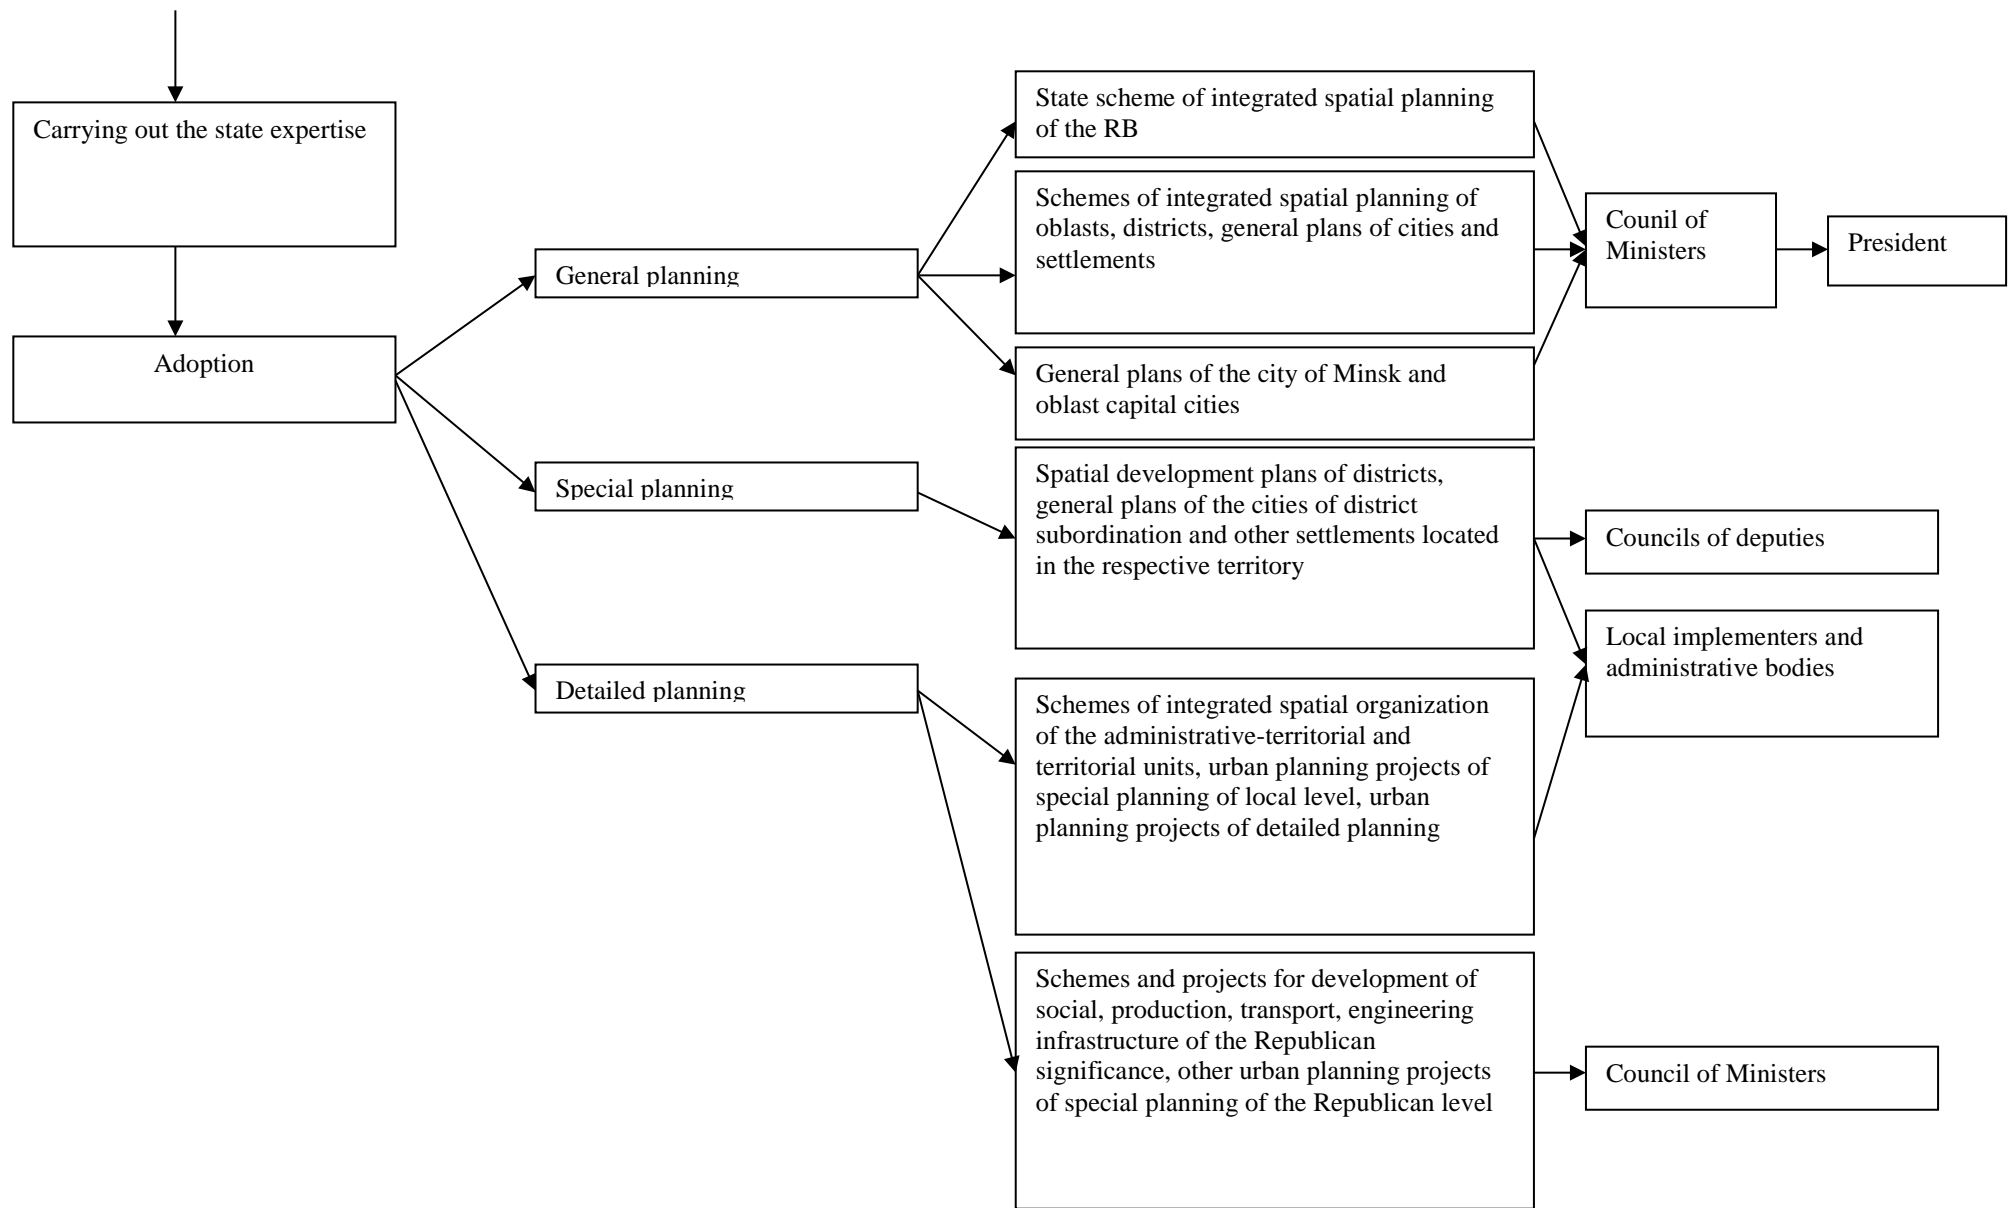 Carrying out the state expertise
Adoption
General planning
Special planning
Detailed planning
State scheme of integrated spatial planning
of the RB
Schemes of integrated spatial planning of
oblasts, districts, general plans of cities and
settlements
General plans of the city of Minsk and
oblast capital cities
Spatial development plans of districts,
general plans of the cities of district
subordination and other settlements located
in the respective territory
Schemes of integrated spatial organization
of the administrative-territorial and
territorial units, urban planning projects of
special planning of local level, urban
planning projects of detailed planning
Schemes and projects for development of
social, production, transport, engineering
infrastructure of the Republican
significance, other urban planning projects
of special planning of the Republican level
Counil of
Ministers
President
Councils of deputies
Local implementers and
administrative bodies
Council of Ministers